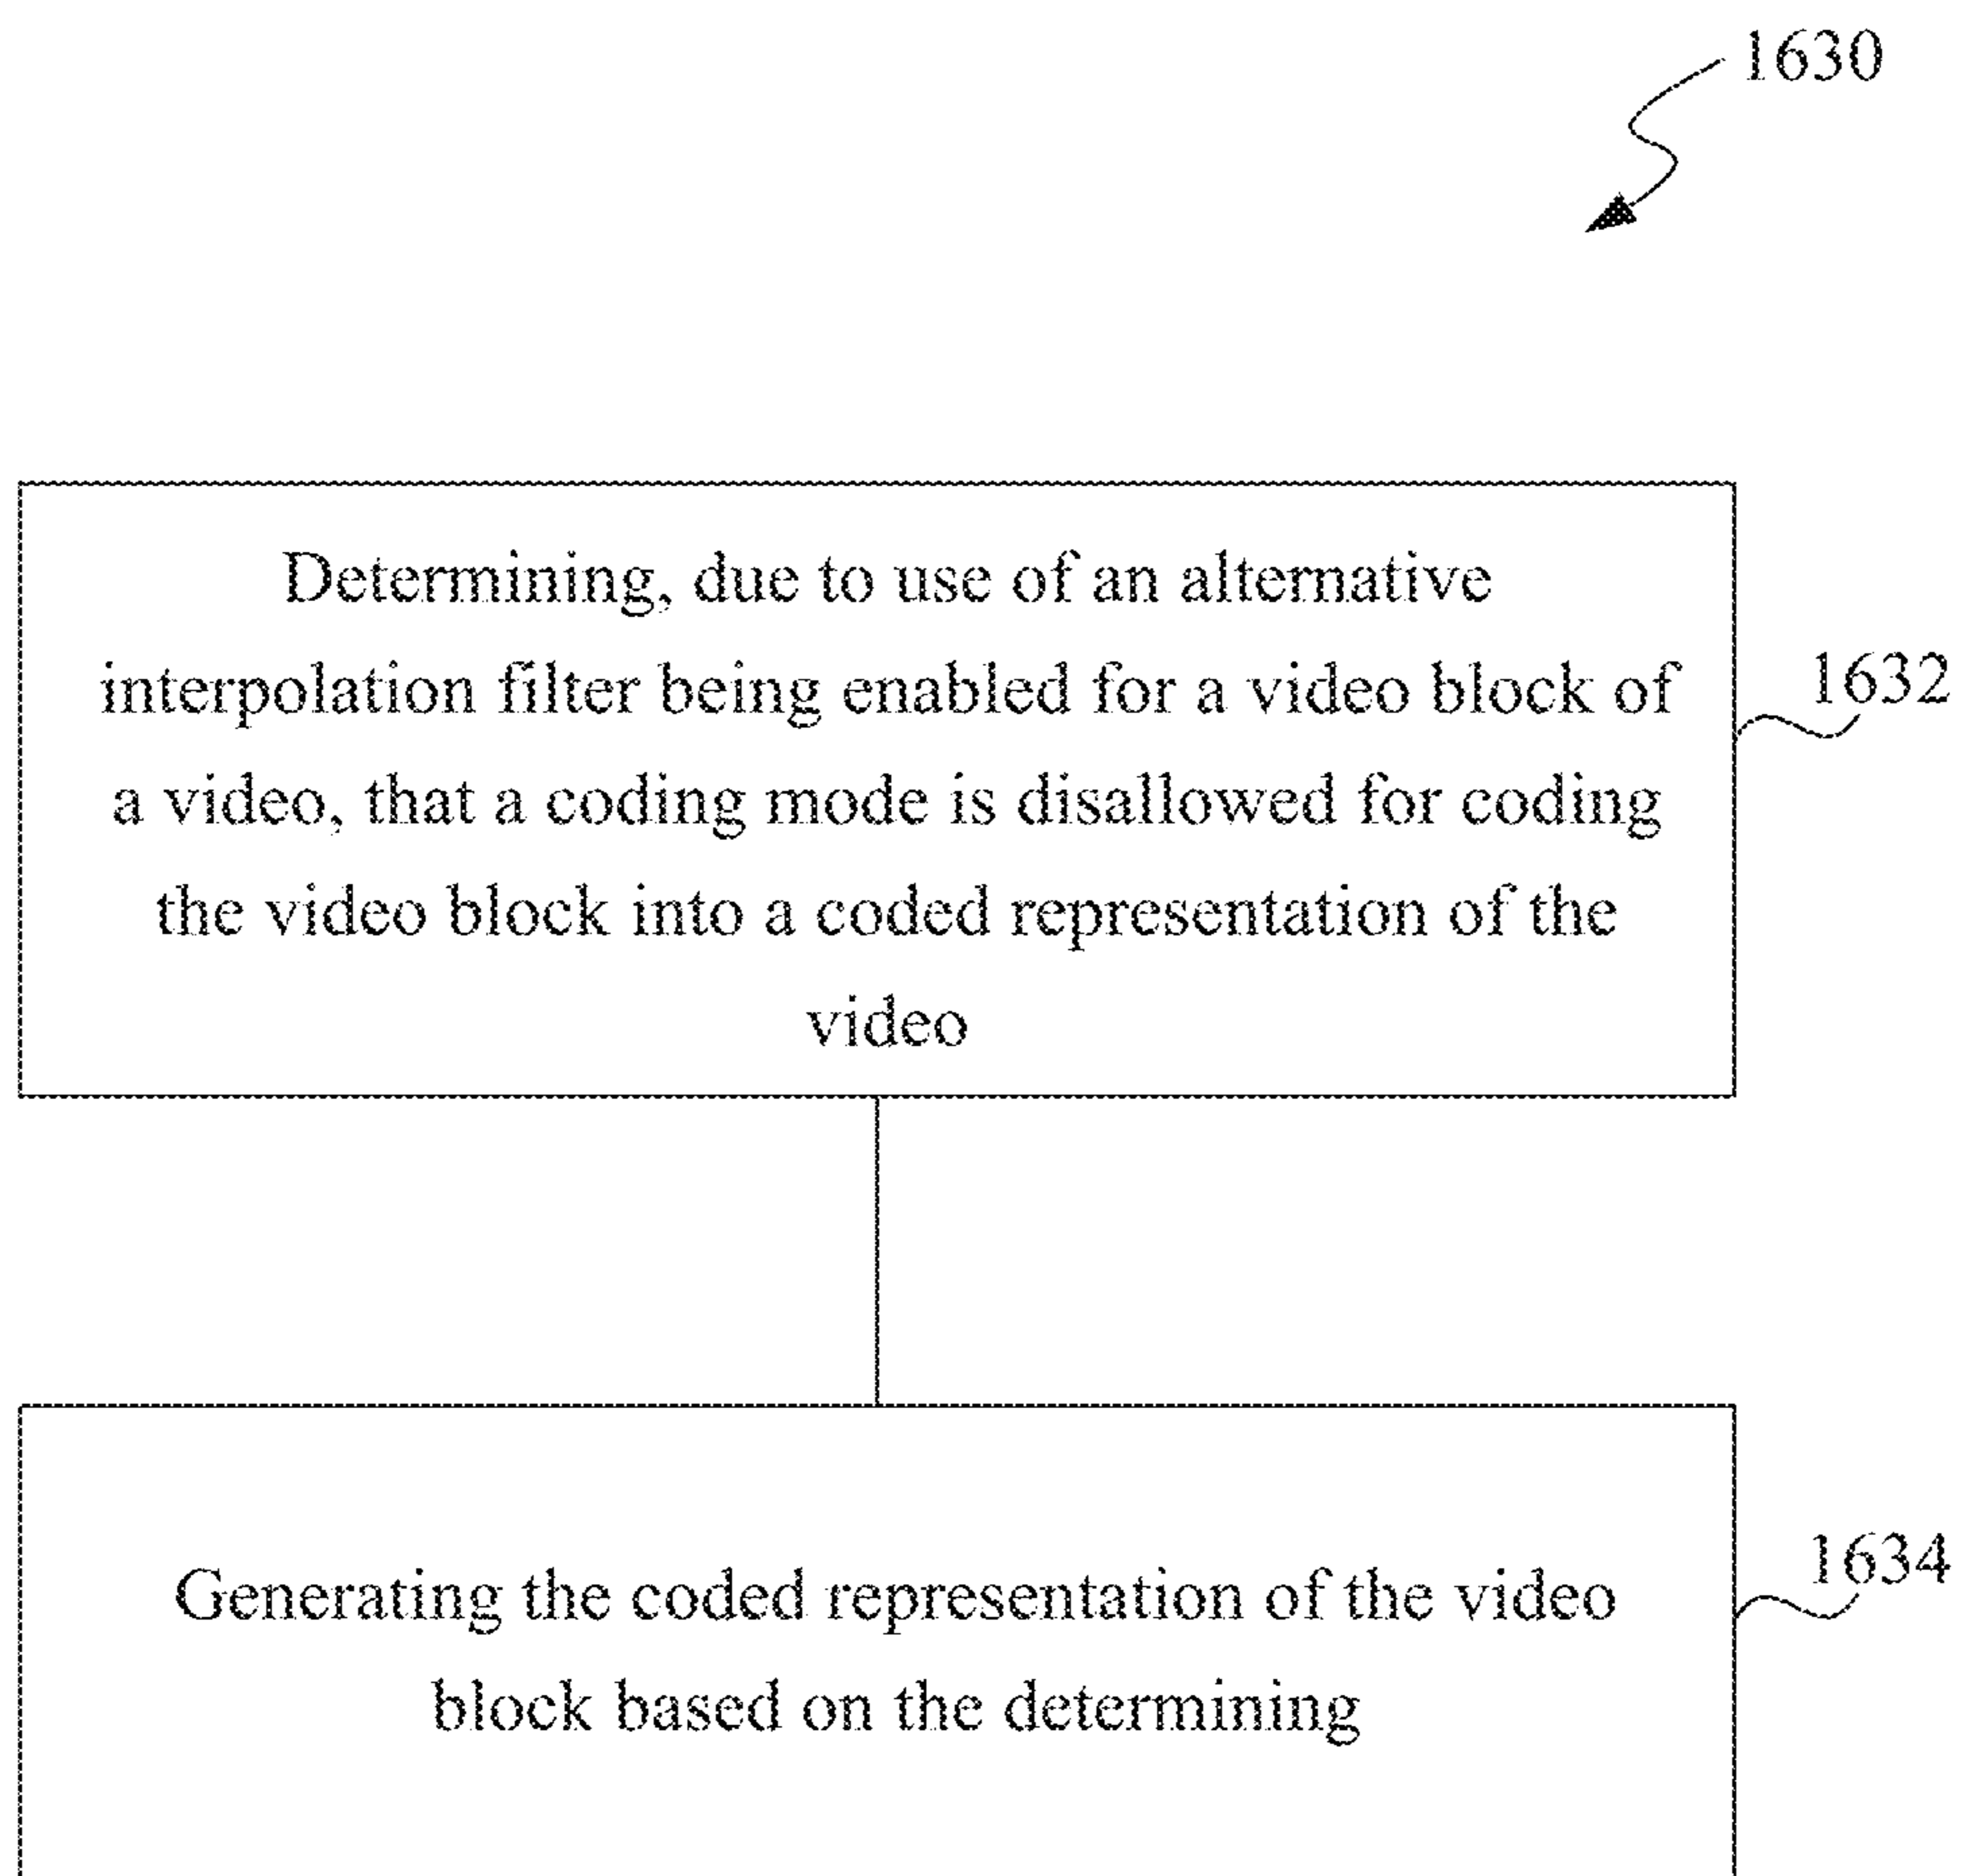 1630
Determining, due to use of an alternative
interpolation filter being enabled for a video block of
a video, that a coding mode is disallowed for coding
the video block into a coded representation of the
video
1632
Generating the coded representation of the video
block based on the determining
1634